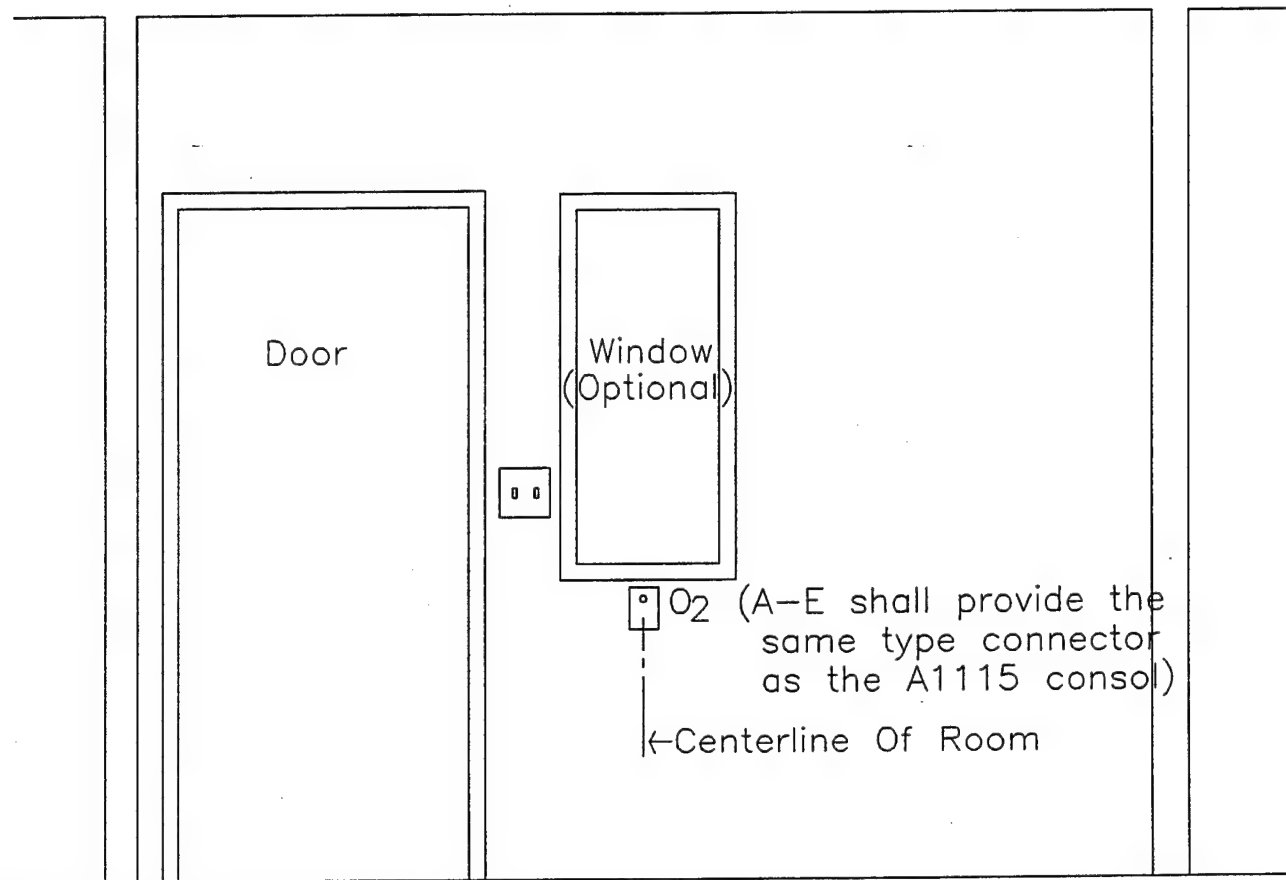 Door
Window
(Optional)
O2 (A-E shall provide the
same type connector
as the A1115 consol)
←Centerline Of Room